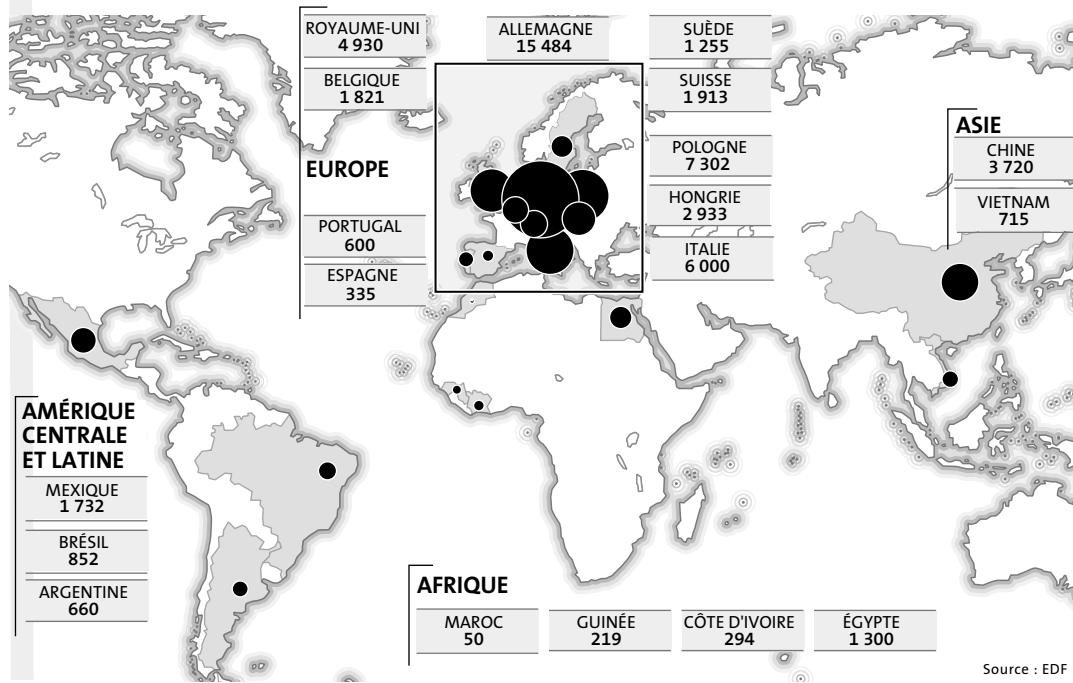 ROYAUME-UNI
4 930
ALLEMAGNE
15 484
SUÈDE
1 255
BELGIQUE
1 821
SUISSE
1 913
EUROPE
POLOGNE
7 302
HONGRIE
2 933
PORTUGAL
600
ITALIE
6 000
ESPAGNE
335
ASIE
CHINE
3 720
VIETNAM
715
AMÉRIQUE
CENTRALE
ET LATINE
MEXIQUE
1 732
BRÉSIL
852
ARGENTINE
660
AFRIQUE
MAROC
50
GUINÉE
219
CÔTE D'IVOIRE
294
ÉGYPTE
1 300
Source : EDF